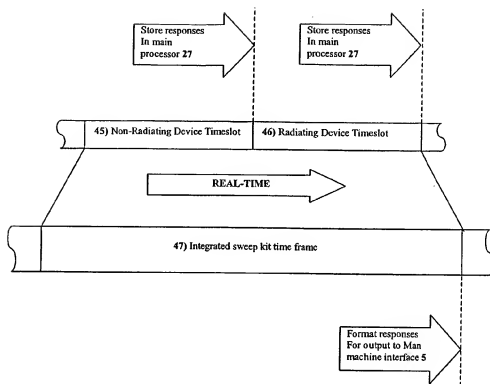 Store responses
In main
processor 27
Store responses
In main
processor 27
45) Non-Radiating Device Timeslot
46) Radiating Device Timeslot
REAL-TIME
47) Integrated sweep kit time frame
Format responses
For output to Man
machine interface 5